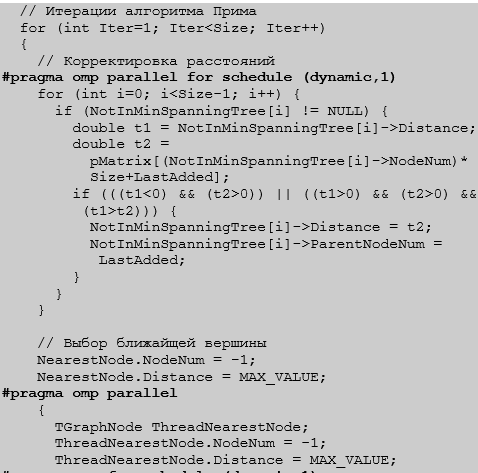 // Итерации алгоритма Прима
for (int Iter=1; Iter<Size; Iter++)
{
// Корректировка расстояний
#pragma omp parallel for schedule (dynamic,1)
for (int i=0; i<Size-1; i++) {
if (NotInMinSpanningTree[i] != NULL) {
double t1 = NotInMinSpanningTree[i]->Distance;
double t2 =
pMatrix[(NotInMinSpanningTree[i]->NodeNum)*
Size+LastAdded];
if (((t1<0) && (t2>0)) || ((t1>0) && (t2>0) &&
(t1>t2))) {
NotInMinSpanningTree[i]->Distance = t2;
NotInMinSpanningTree[i]->ParentNodeNum =
LastAdded;
}
}
}
// Выбор ближайщей вершины
NearestNode.NodeNum = -1;
NearestNode.Distance = MAX_VALUE;
#pragma omp parallel
{
TGraphNode ThreadNearestNode;
ThreadNearestNode.NodeNum = -1;
ThreadNearestNode.Distance = MAX_VALUE;